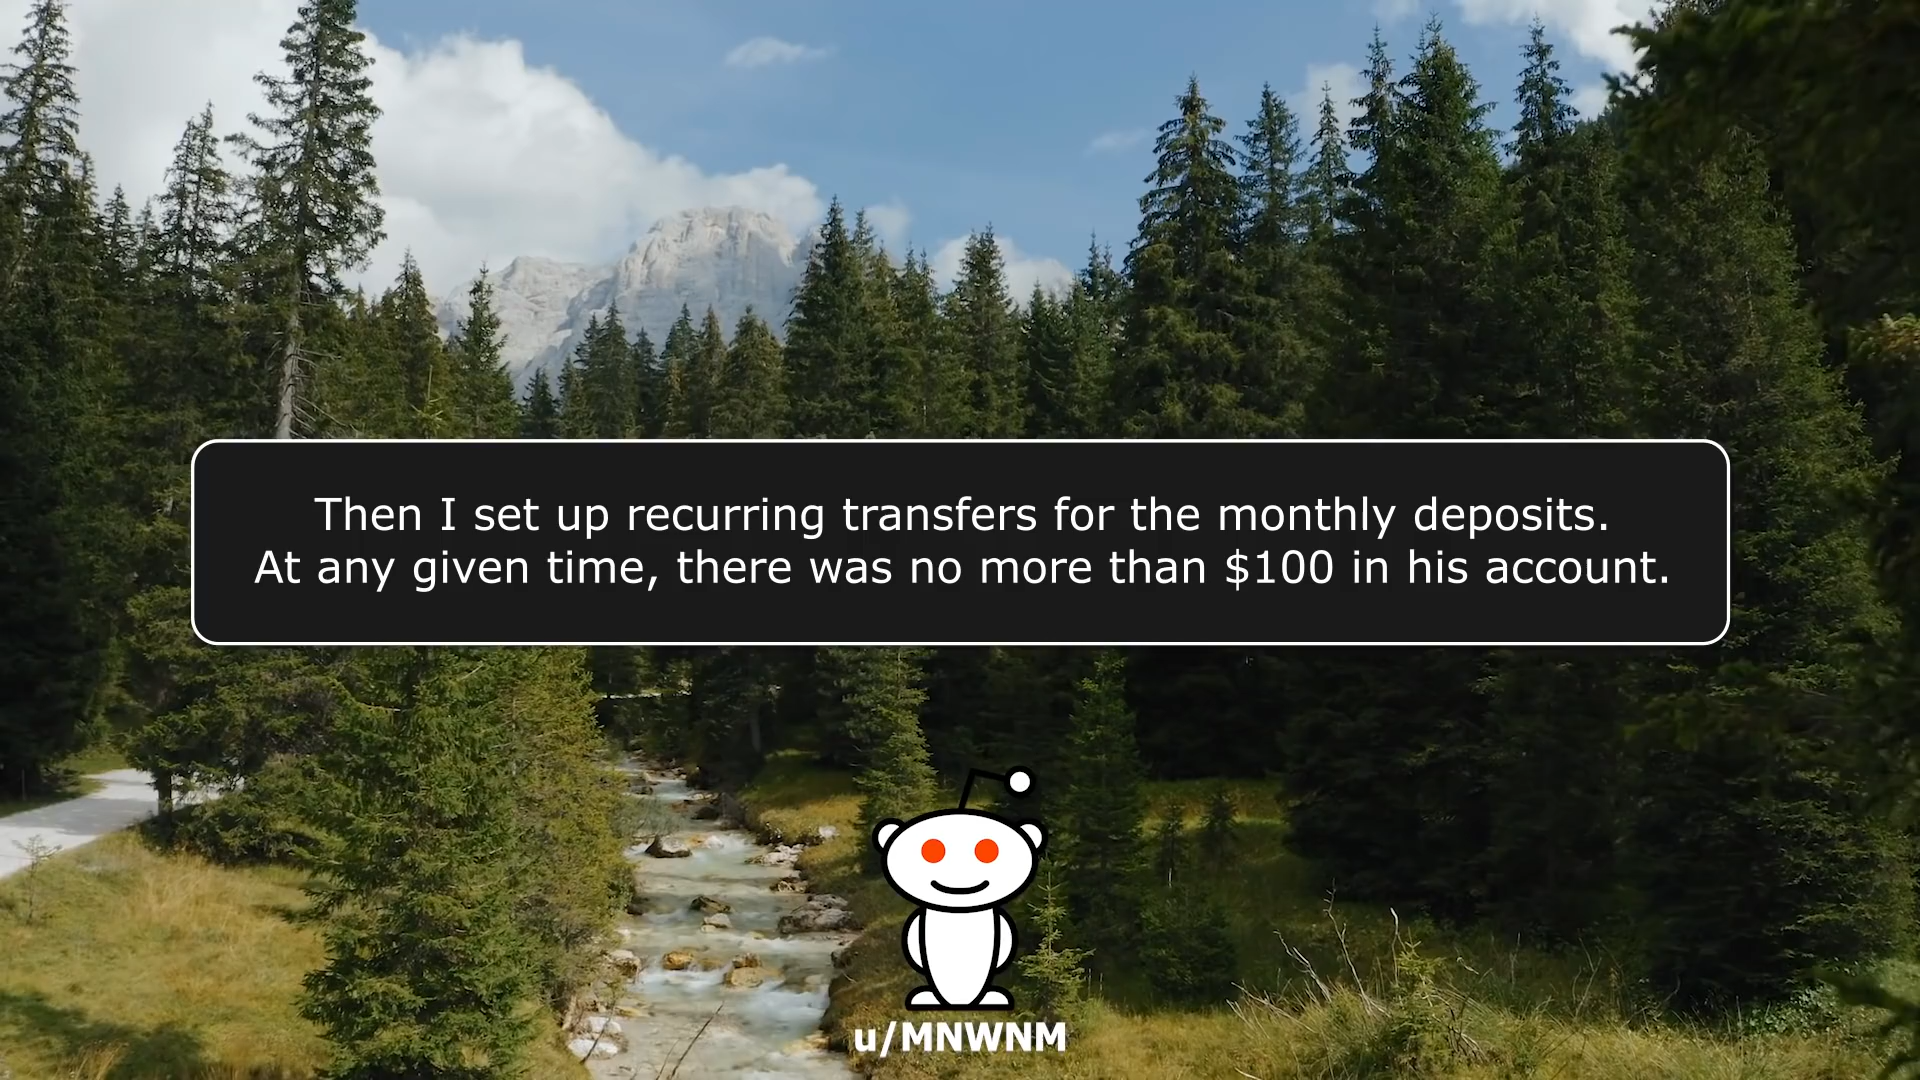 Then I set up recurring transfers for the monthly deposits.
At any given time, there was no more than $100 in his account.
u/MNWNM